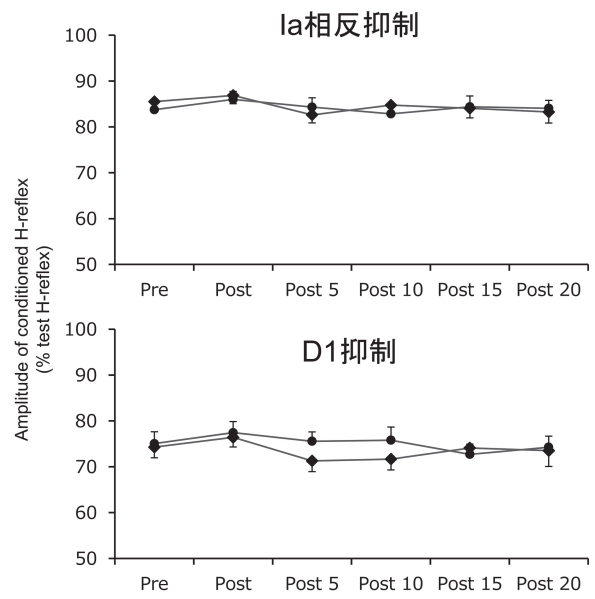 Ia相反抑制
100
90
80
70
60
50
Pre Post Post 5 Post 10 Post 15 Post 20
Amplitude of conditioned H-reflex
(% test H-reflex)
D1抑制
100
90
80
70
60
50
Pre Post Post 5 Post 10 Post 15 Post 20